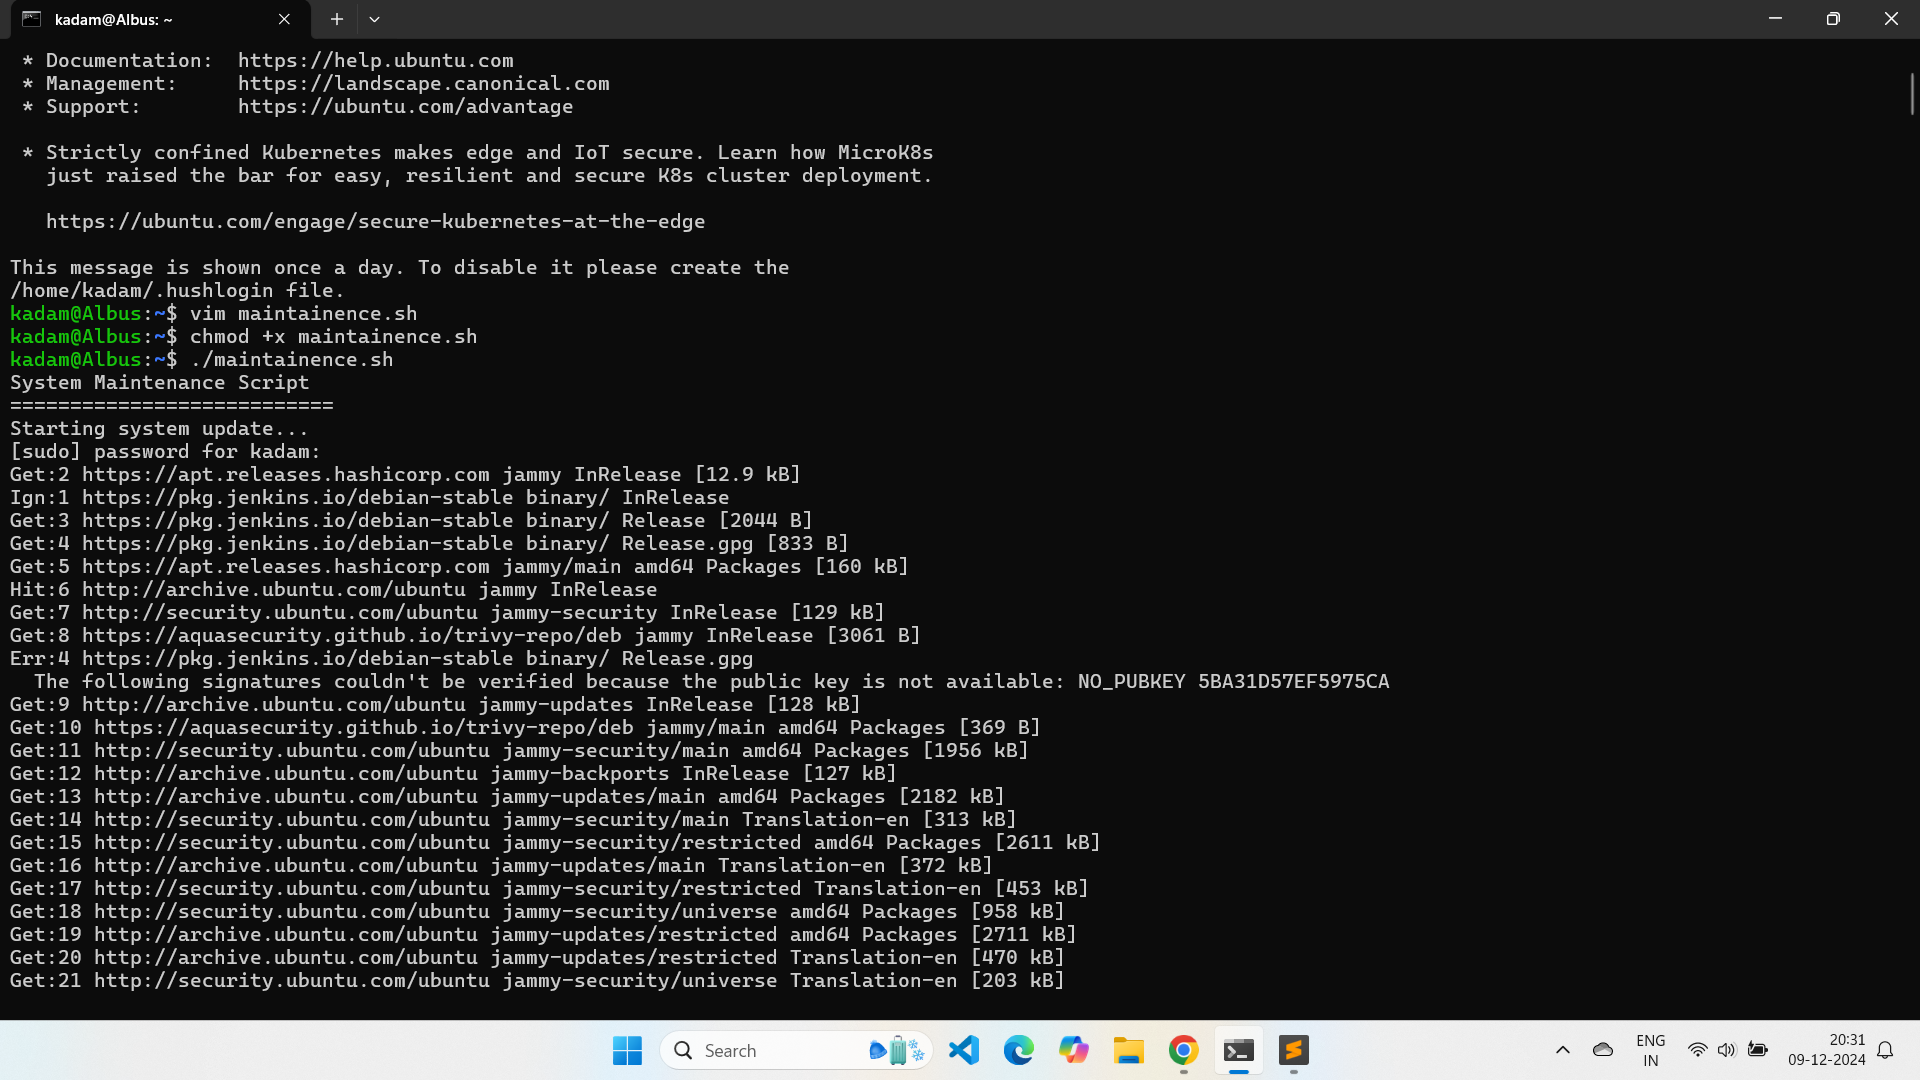 kadam@Albus: ~
* Documentation:  https://help.ubuntu.com
* Management:     https://landscape.canonical.com
* Support:        https://ubuntu.com/advantage
* Strictly confined Kubernetes makes edge and IoT secure. Learn how MicroK8s
just raised the bar for easy, resilient and secure K8s cluster deployment.
https://ubuntu.com/engage/secure-kubernetes-at-the-edge
This message is shown once a day. To disable it please create the
/home/kadam/.hushlogin file.
kadam@Albus:~$ vim maintainence.sh
kadam@Albus:~$ chmod +x maintainence.sh
kadam@Albus:~$ ./maintainence.sh
System Maintenance Script
===========================
Starting system update...
[sudo] password for kadam:
Get:2 https://apt.releases.hashicorp.com jammy InRelease [12.9 kB]
Ign:1 https://pkg.jenkins.io/debian-stable binary/ InRelease
Get:3 https://pkg.jenkins.io/debian-stable binary/ Release [2044 B]
Get:4 https://pkg.jenkins.io/debian-stable binary/ Release.gpg [833 B]
Get:5 https://apt.releases.hashicorp.com jammy/main amd64 Packages [160 kB]
Hit:6 http://archive.ubuntu.com/ubuntu jammy InRelease
Get:7 http://security.ubuntu.com/ubuntu jammy-security InRelease [129 kB]
Get:8 https://aquasecurity.github.io/trivy-repo/deb jammy InRelease [3061 B]
Err:4 https://pkg.jenkins.io/debian-stable binary/ Release.gpg
The following signatures couldn't be verified because the public key is not available: NO_PUBKEY 5BA31D57EF5975CA
Get:9 http://archive.ubuntu.com/ubuntu jammy-updates InRelease [128 kB]
Get:10 https://aquasecurity.github.io/trivy-repo/deb jammy/main amd64 Packages [369 B]
Get:11 http://security.ubuntu.com/ubuntu jammy-security/main amd64 Packages [1956 kB]
Get:12 http://archive.ubuntu.com/ubuntu jammy-backports InRelease [127 kB]
Get:13 http://archive.ubuntu.com/ubuntu jammy-updates/main amd64 Packages [2182 kB]
Get:14 http://security.ubuntu.com/ubuntu jammy-security/main Translation-en [313 kB]
Get:15 http://security.ubuntu.com/ubuntu jammy-security/restricted amd64 Packages [2611 kB]
Get:16 http://archive.ubuntu.com/ubuntu jammy-updates/main Translation-en [372 kB]
Get:17 http://security.ubuntu.com/ubuntu jammy-security/restricted Translation-en [453 kB]
Get:18 http://security.ubuntu.com/ubuntu jammy-security/universe amd64 Packages [958 kB]
Get:19 http://archive.ubuntu.com/ubuntu jammy-updates/restricted amd64 Packages [2711 kB]
Get:20 http://archive.ubuntu.com/ubuntu jammy-updates/restricted Translation-en [470 kB]
Get:21 http://security.ubuntu.com/ubuntu jammy-security/universe Translation-en [203 kB]
Search
ENG
IN
20:31
09-12-2024